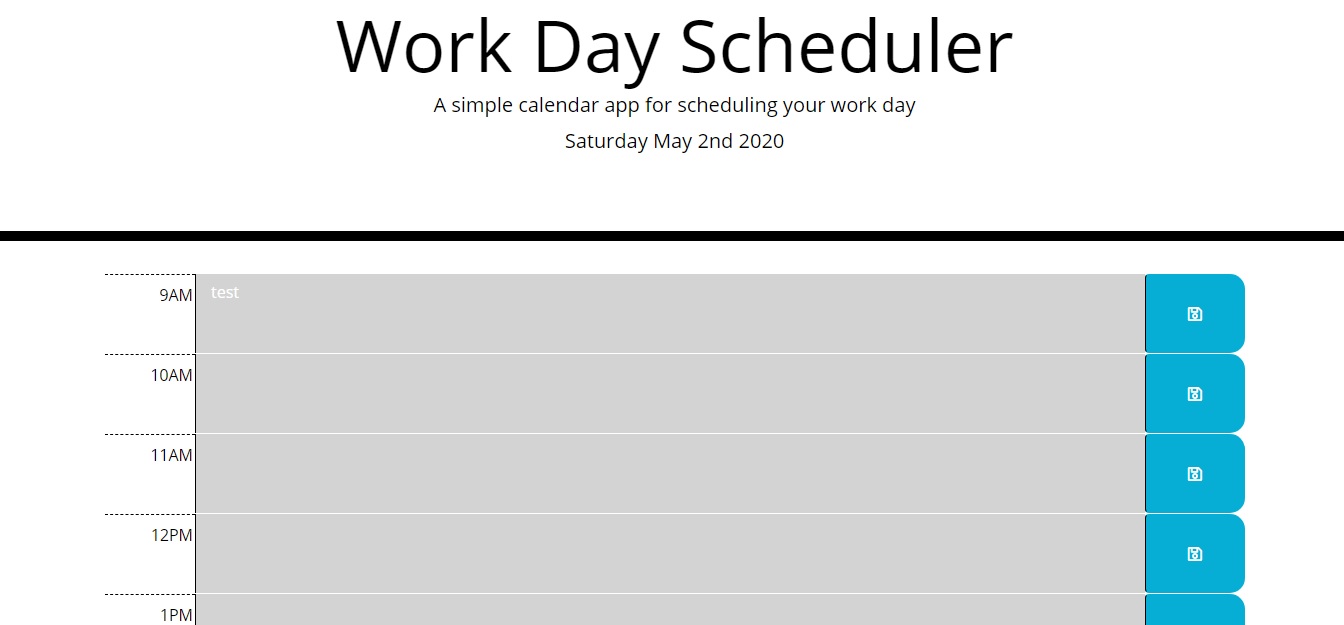 Work Day Scheduler
A simple calendar app for scheduling your work day
Saturday May 2nd 2020
9AM
test
10AM
11AM
12PM
1PM